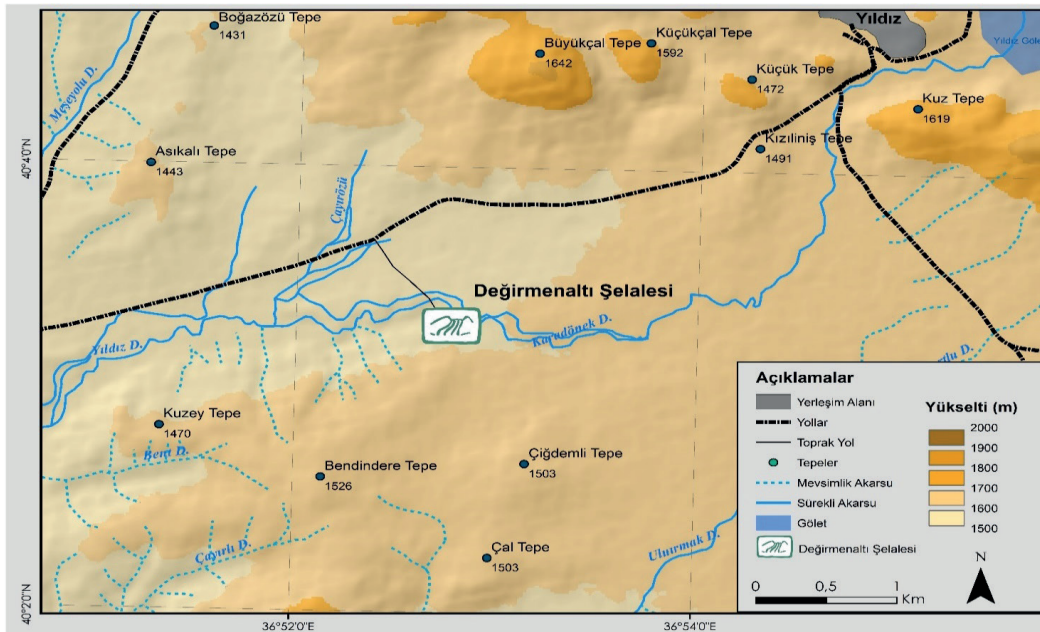 Boğazözü Tepe
1431
Büyükçal Tepe
1642
Küçükçal Tepe
1592
Yıldız
Yıldız Göle
Küçük Tepe
1472
Kuz Tepe
1619
Meşeyolu D.
40°4'0"N
Asıkalı Tepe
1443
Kızıliniş Tepe
1491
Çayırözü
Değirmenaltı Şelalesi
Yıldız D.
Kuzey Tepe
1470
Bent D.
Bendindere Tepe
1526
Çiğdemli Tepe
1503
Çayırlı D.
Çal Tepe
1503
Uluırmak D.
40°2'0"N
36°52'0"E
36°54'0"E
Açıklamalar
Yerleşim Alanı
Yollar
Toprak Yol
Tepeler
Mevsimlik Akarsu
Sürekli Akarsu
Gölet
Değirmenaltı Şelalesi
Yükselti (m)
2000
1900
1800
1700
1600
1500
N
0
0,5
1
Km